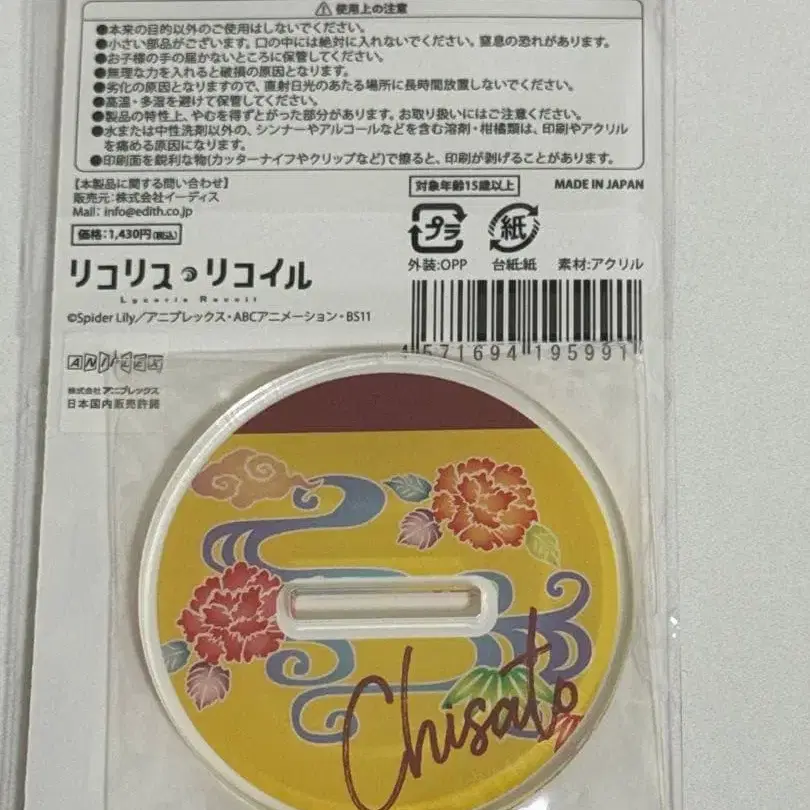 ⚠使用上の注意
●本来の目的以外のご使用はしないでください。
●小さい部品がございます。口の中には絶対に入れないでください。窒息の恐れがあります。
●お子様の手の届かないところに保管してください。
●無理な力を入れると破損の原因となります。
●劣化の原因となりますので、直射日光のあたる場所に長時間放置しないでください。
●高温・多湿を避けて保管してください。
●製品の特性上、やむを得ずとがった部分があります。お取り扱いにはご注意ください。
●水または中性洗剤以外の、シンナーやアルコールなどを含む溶剤・柑橘類は、印刷やアクリル
を痛める原因になります。
●印刷面を鋭利な物(カッターナイフやクリップなど)で擦ると、印刷が剥げることがあります。
【本製品に関する問い合わせ】
販売元:株式会社イーディス
Mail: info@edith.co.jp
価格:1,430円(税込)
対象年齢15歳以上
MADE IN JAPAN
プラ
紙
外装:OPP
台紙:紙
素材:アクリル
リコリス・リコイル
Lycoris Recoil
©Spider Lily/アニプレックス・ABCアニメーション・BS11
4 571694 195991
ANIPLEX
株式会社アニプレックス
日本国内販売許諾
Chisato